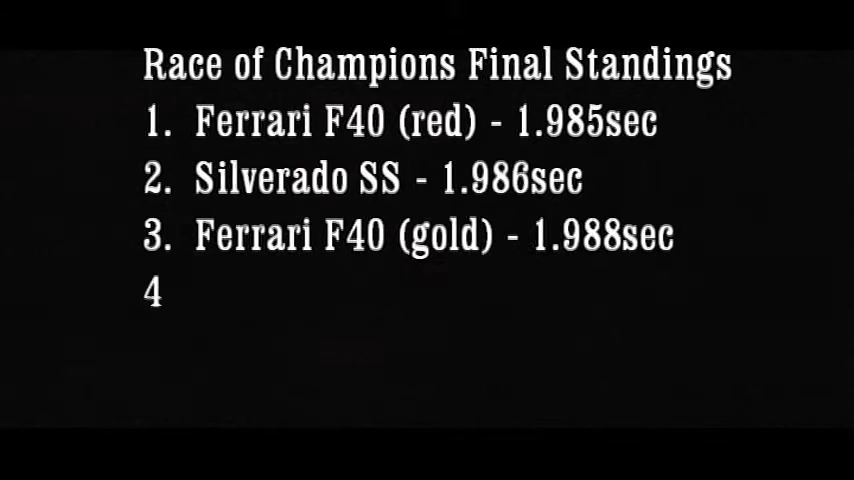 Race of Champions Final Standings
1. Ferrari F40 (red) - 1.985sec
2. Silverado SS - 1.986sec
3. Ferrari F40 (gold) - 1.988sec
4